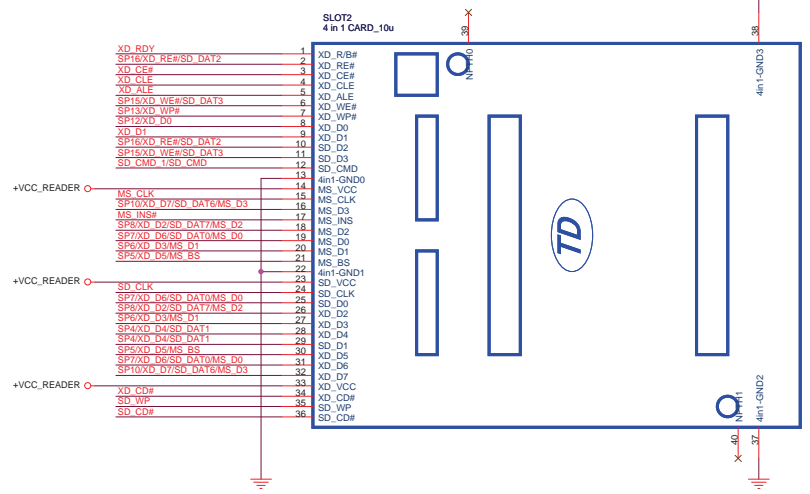 SLOT2
4 in 1 CARD_10u
39
38
NPTH0
4in1-GND3
XD_RDY 1 XD_R/B#
SP16/XD_RE#/SD_DAT2 2 XD_RE#
XD_CE# 3 XD_CE#
XD_CLE 4 XD_CLE
XD_ALE 5 XD_ALE
SP15/XD_WE#/SD_DAT3 6 XD_WE#
SP13/XD_WP# 7 XD_WP#
SP12/XD_D0 8 XD_D0
XD_D1 9 XD_D1
SP16/XD_RE#/SD_DAT2 10 SD_D2
SP15/XD_WE#/SD_DAT3 11 SD_D3
SD_CMD_1/SD_CMD 12 SD_CMD
13 4in1-GND0
+VCC_READER 14 MS_VCC
MS_CLK 15 MS_CLK
SP10/XD_D7/SD_DAT6/MS_D3 16 MS_D3
MS_INS# 17 MS_INS
SP8/XD_D2/SD_DAT7/MS_D2 18 MS_D2
SP7/XD_D6/SD_DAT0/MS_D0 19 MS_D0
SP6/XD_D3/MS_D1 20 MS_D1
SP5/XD_D5/MS_BS 21 MS_BS
22 4in1-GND1
+VCC_READER 23 SD_VCC
SD_CLK 24 SD_CLK
SP7/XD_D6/SD_DAT0/MS_D0 25 SD_D0
SP8/XD_D2/SD_DAT7/MS_D2 26 XD_D2
SP6/XD_D3/MS_D1 27 XD_D3
SP4/XD_D4/SD_DAT1 28 XD_D4
SP4/XD_D4/SD_DAT1 29 SD_D1
SP5/XD_D5/MS_BS 30 XD_D5
SP7/XD_D6/SD_DAT0/MS_D0 31 XD_D6
SP10/XD_D7/SD_DAT6/MS_D3 32 XD_D7
+VCC_READER 33 XD_VCC
XD_CD# 34 XD_CD#
SD_WP 35 SD_WP
SD_CD# 36 SD_CD#
TD
NPTH1
4in1-GND2
40
37